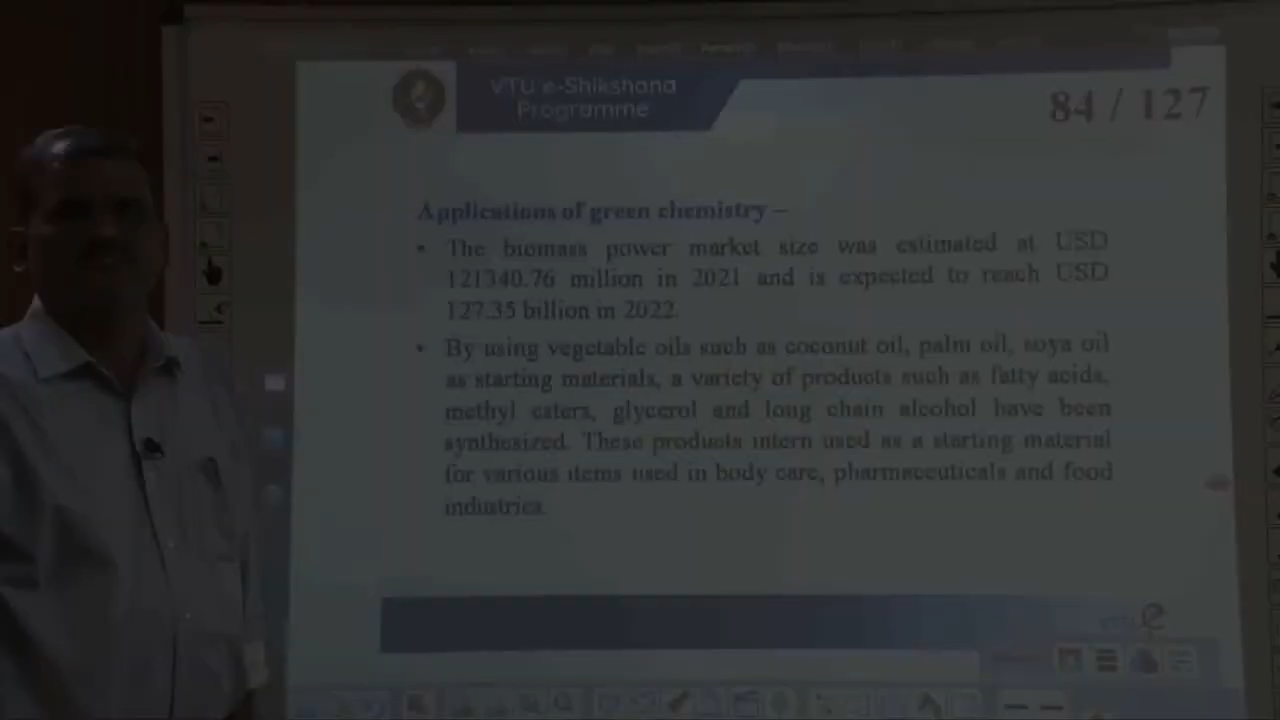 VTU e-Shikshana
Programme
84 / 127
Applications of green chemistry –
• The biomass power market size was estimated at USD
121340.76 million in 2021 and is expected to reach USD
127.35 billion in 2022.
• By using vegetable oils such as coconut oil, palm oil, soya oil
as starting materials, a variety of products such as fatty acids,
methyl esters, glycerol and long chain alcohol have been
synthesized. These products intern used as a starting material
for various items used in body care, pharmaceuticals and food
industries.
e